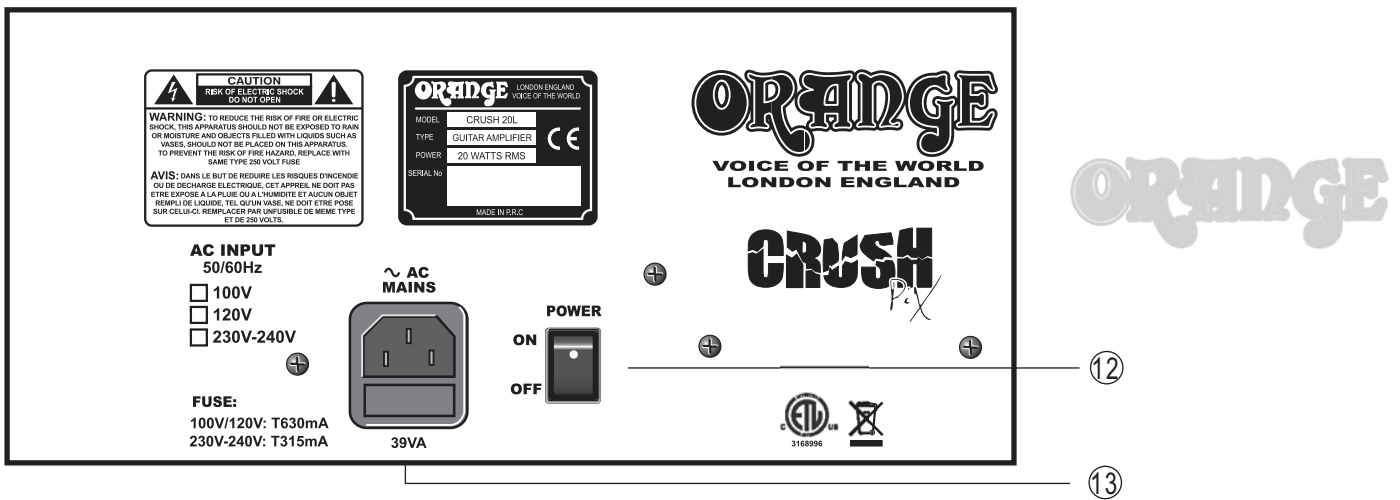 CAUTION
RISK OF ELECTRIC SHOCK
DO NOT OPEN
WARNING: TO REDUCE THE RISK OF FIRE OR ELECTRIC
SHOCK, THIS APPARATUS SHOULD NOT BE EXPOSED TO RAIN
OR MOISTURE AND OBJECTS FILLED WITH LIQUIDS SUCH AS
VASES, SHOULD NOT BE PLACED ON THIS APPARATUS.
TO PREVENT THE RISK OF FIRE HAZARD, REPLACE WITH
SAME TYPE 250 VOLT FUSE
AVIS: DANS LE BUT DE REDUIRE LES RISQUES D'INCENDIE
OU DE DECHARGE ELECTRIQUE, CET APPREIL NE DOIT PAS
ETRE EXPOSE A LA PLUIE OU A L'HUMIDITE ET AUCUN OBJET
REMPLI DE LIQUIDE, TEL QU'UN VASE, NE DOIT ETRE POSE
SUR CELUI-CI. REMPLACER PAR UNFUSIBLE DE MEME TYPE
ET DE 250 VOLTS.
ORANGE LONDON ENGLAND
VOICE OF THE WORLD
MODEL CRUSH 20L
TYPE GUITAR AMPLIFIER
POWER 20 WATTS RMS
CE
SERIAL No
MADE IN P.R.C
ORANGE
VOICE OF THE WORLD
LONDON ENGLAND
ORANGE
CRUSH
PiX
AC INPUT
50/60Hz
100V
120V
230V-240V
FUSE:
100V/120V: T630mA
230V-240V: T315mA
~ AC
MAINS
39VA
POWER
ON
OFF
C ETL US
3168996
12
13